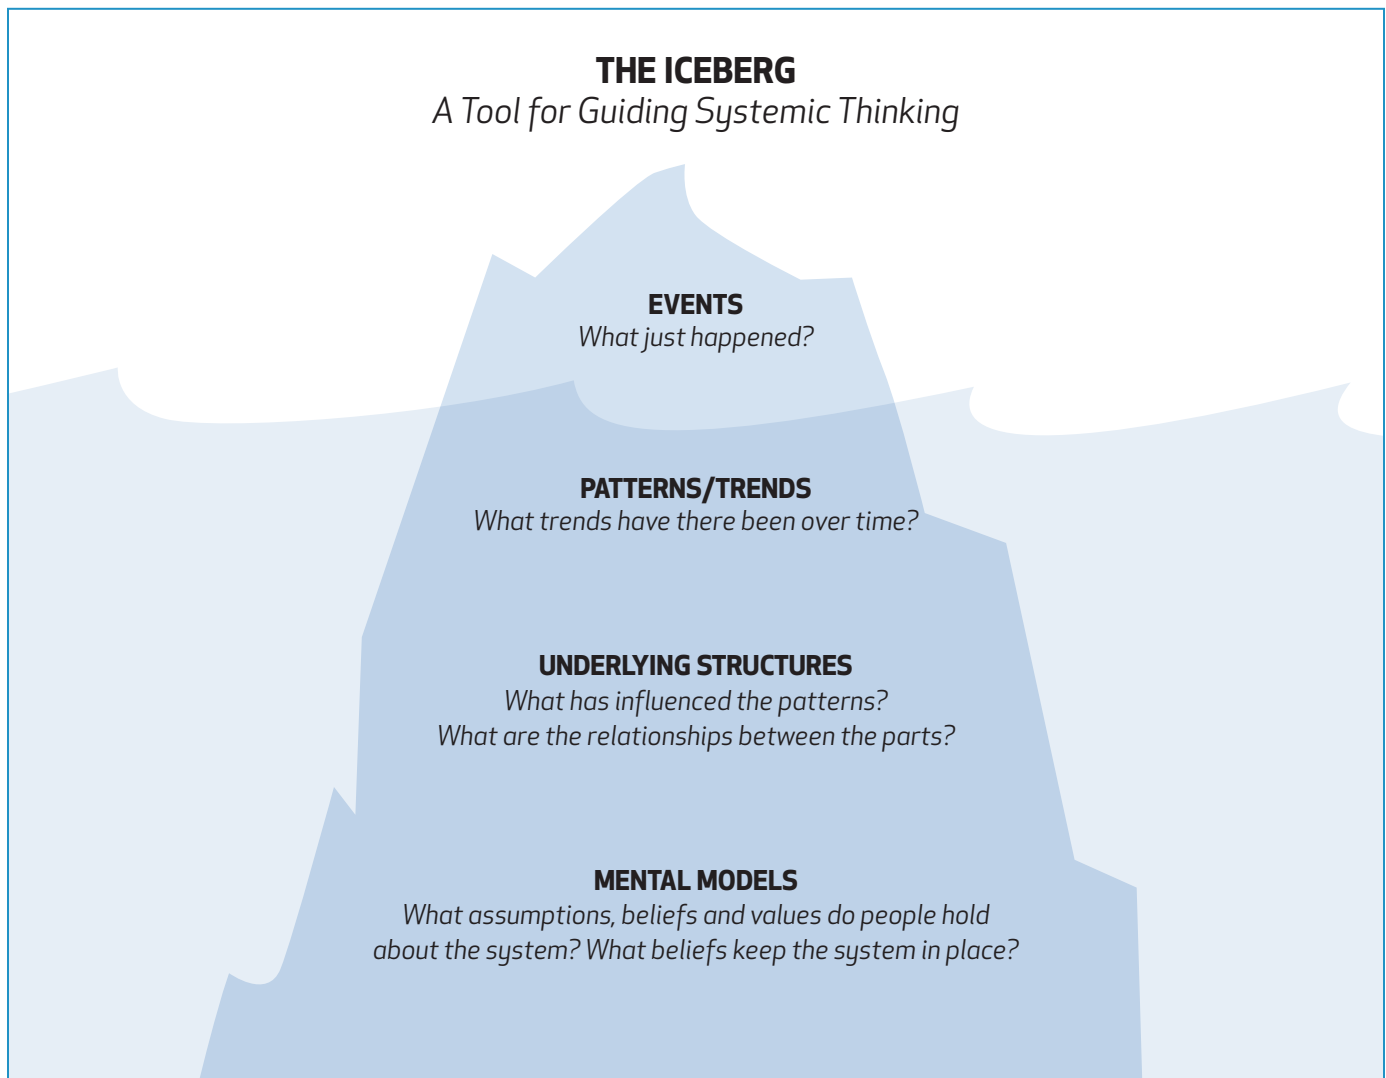 THE ICEBERG
A Tool for Guiding Systemic Thinking
EVENTS
What just happened?
PATTERNS/TRENDS
What trends have there been over time?
UNDERLYING STRUCTURES
What has influenced the patterns?
What are the relationships between the parts?
MENTAL MODELS
What assumptions, beliefs and values do people hold
about the system? What beliefs keep the system in place?